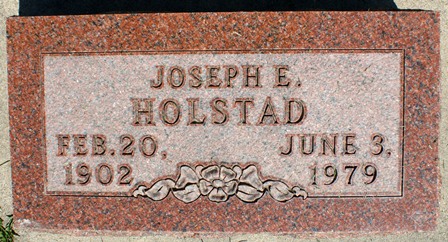 JOSEPH E.
HOLSTAD
FEB. 20, JUNE 3,
1902 1979